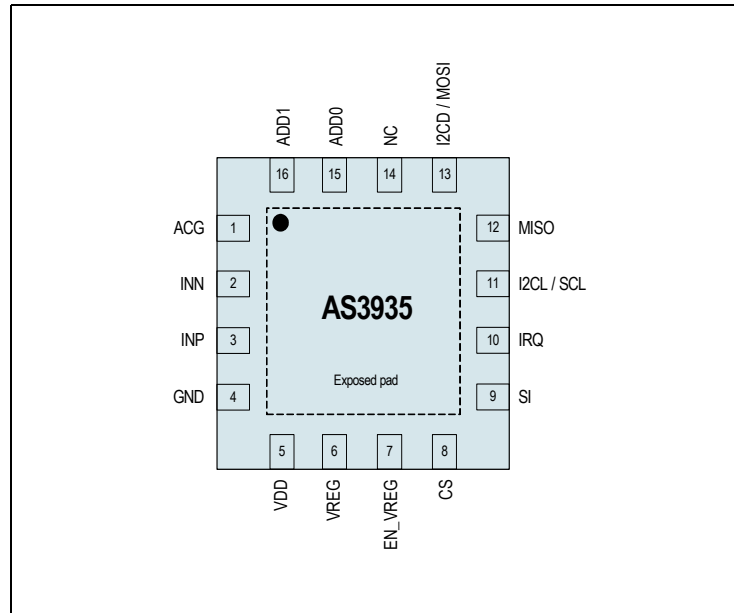 ADD1
ADD0
NC
I2CD / MOSI
16
15
14
13
ACG 1
12 MISO
INN 2
11 I2CL / SCL
AS3935
INP 3
10 IRQ
Exposed pad
GND 4
9 SI
5
6
7
8
VDD
VREG
EN_VREG
CS